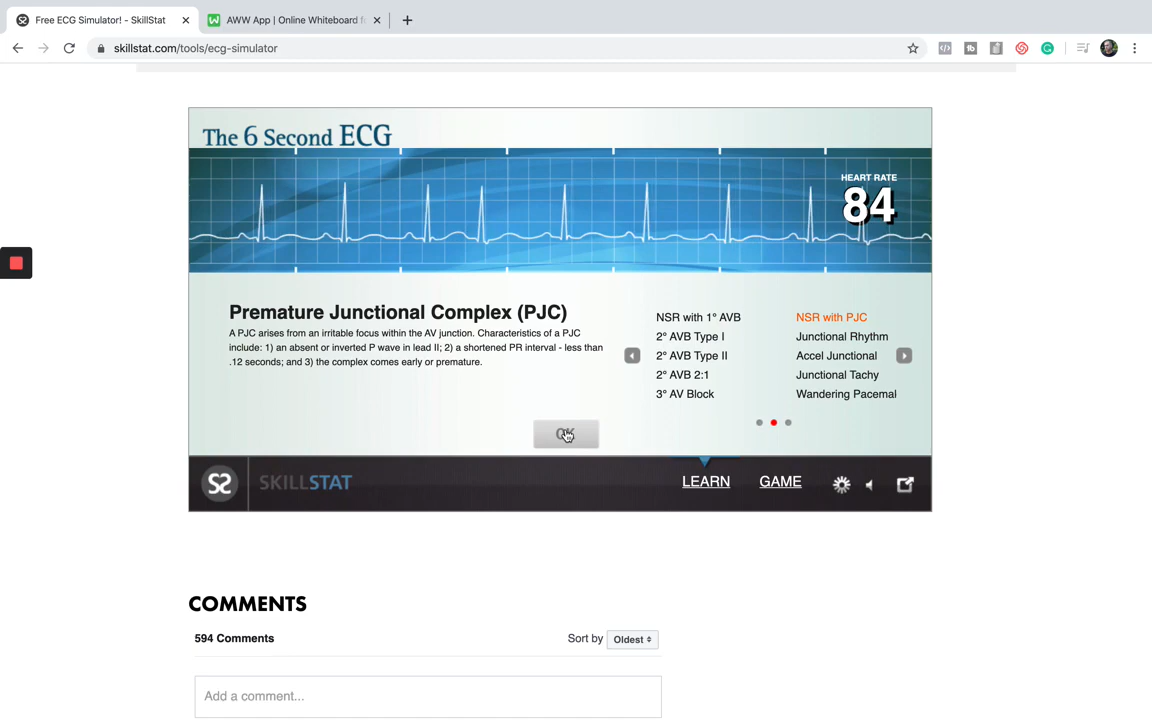 Free ECG Simulator! - SkillStat
AWW App | Online Whiteboard f
skillstat.com/tools/ecg-simulator
The 6 Second ECG
HEART RATE
84
Premature Junctional Complex (PJC)
A PJC arises from an irritable focus within the AV junction. Characteristics of a PJC
include: 1) an absent or inverted P wave in lead II; 2) a shortened PR interval - less than
.12 seconds; and 3) the complex comes early or premature.
OK
NSR with 1° AVB
2° AVB Type I
2° AVB Type II
2° AVB 2:1
3° AV Block
NSR with PJC
Junctional Rhythm
Accel Junctional
Junctional Tachy
Wandering Pacemal
SKILLSTAT
LEARN
GAME
COMMENTS
594 Comments
Sort by Oldest
Add a comment...